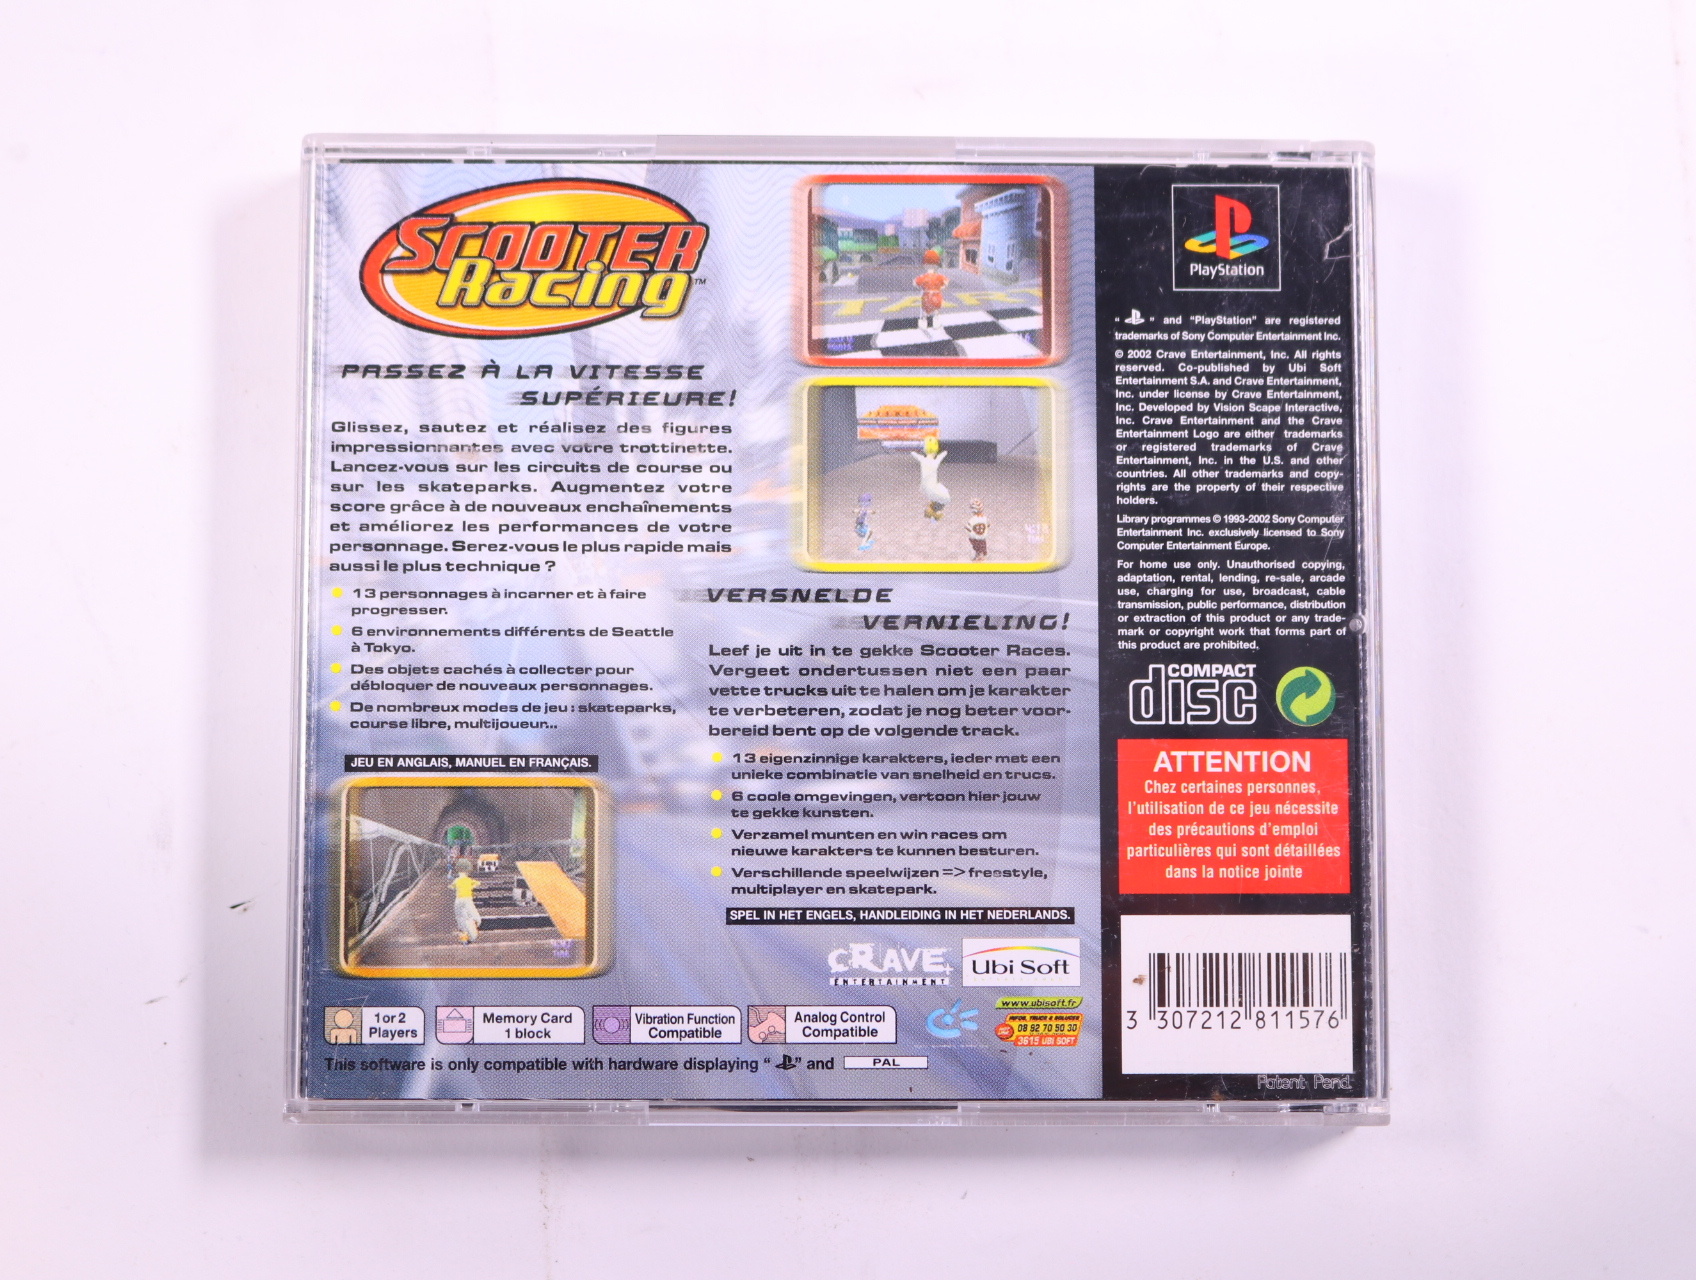 SCOOTER
Racing™
PASSEZ À LA VITESSE
SUPÉRIEURE!
Glissez, sautez et réalisez des figures
impressionnantes avec votre trottinette.
Lancez-vous sur les circuits de course ou
sur les skateparks. Augmentez votre
score grâce à de nouveaux enchaînements
et améliorez les performances de votre
personnage. Serez-vous le plus rapide mais
aussi le plus technique ?
13 personnages à incarner et à faire
progresser.
6 environnements différents de Seattle
à Tokyo.
Des objets cachés à collecter pour
débloquer de nouveaux personnages.
De nombreux modes de jeu : skateparks,
course libre, multijoueur...
JEU EN ANGLAIS, MANUEL EN FRANÇAIS.
VERSNELDE
VERNIELING!
Leef je uit in te gekke Scooter Races.
Vergeet ondertussen niet een paar
vette trucks uit te halen om je karakter
te verbeteren, zodat je nog beter voor-
bereid bent op de volgende track.
13 eigenzinnige karakters, ieder met een
unieke combinatie van snelheid en trucs.
6 coole omgevingen, vertoon hier jouw
te gekke kunsten.
Verzamel munten en win races om
nieuwe karakters te kunnen besturen.
Verschillende speelwijzen => freestyle,
multiplayer en skatepark.
SPEL IN HET ENGELS, HANDLEIDING IN HET NEDERLANDS.
CRAVE
ENTERTAINMENT
Ubi Soft
1 or 2
Players
Memory Card
1 block
Vibration Function
Compatible
Analog Control
Compatible
www.ubisoft.fr
INFOS, TRUCS & SOLUCES
08 92 70 50 30
3615 UBI SOFT
This software is only compatible with hardware displaying " " and PAL
PlayStation
" " and "PlayStation" are registered
trademarks of Sony Computer Entertainment Inc.
© 2002 Crave Entertainment, Inc. All rights
reserved. Co-published by Ubi Soft
Entertainment S.A. and Crave Entertainment,
Inc. under license by Crave Entertainment,
Inc. Developed by Vision Scape Interactive,
Inc. Crave Entertainment and the Crave
Entertainment Logo are either trademarks
or registered trademarks of Crave
Entertainment, Inc. in the U.S. and other
countries. All other trademarks and copy-
rights are the property of their respective
holders.
Library programmes © 1993-2002 Sony Computer
Entertainment Inc. exclusively licensed to Sony
Computer Entertainment Europe.
For home use only. Unauthorised copying,
adaptation, rental, lending, re-sale, arcade
use, charging for use, broadcast, cable
transmission, public performance, distribution
or extraction of this product or any trade-
mark or copyright work that forms part of
this product are prohibited.
COMPACT
disc
ATTENTION
Chez certaines personnes,
l'utilisation de ce jeu nécessite
des précautions d'emploi
particulières qui sont détaillées
dans la notice jointe
3 307212 811576
Patent Pend.